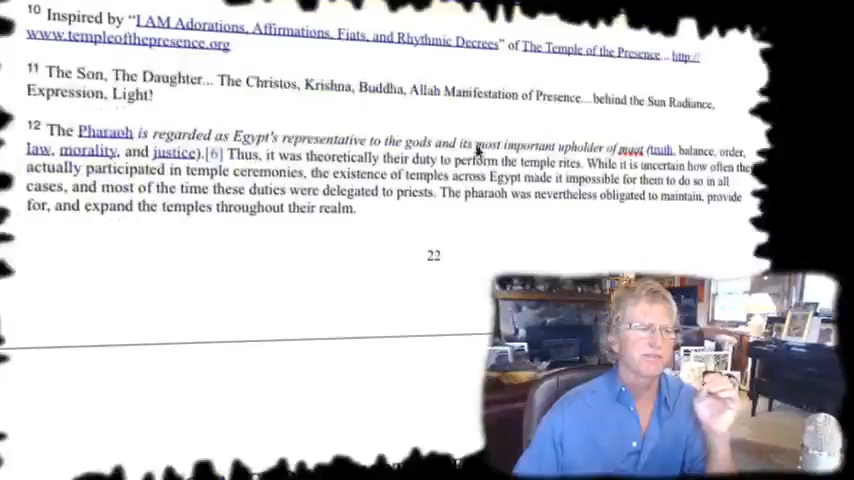 10 Inspired by "I AM Adorations, Affirmations, Fiats, and Rhythmic Decrees" of The Temple of the Presence... http://
www.templeofthepresence.org
11 The Son, The Daughter... The Christos, Krishna, Buddha, Allah Manifestation of Presence... behind the Sun Radiance,
Expression, Light!
12 The Pharaoh is regarded as Egypt's representative to the gods and its most important upholder of maat (truth, balance, order,
law, morality, and justice).[6] Thus, it was theoretically their duty to perform the temple rites. While it is uncertain how often the
actually participated in temple ceremonies, the existence of temples across Egypt made it impossible for them to do so in all
cases, and most of the time these duties were delegated to priests. The pharaoh was nevertheless obligated to maintain, provide
for, and expand the temples throughout their realm.
22